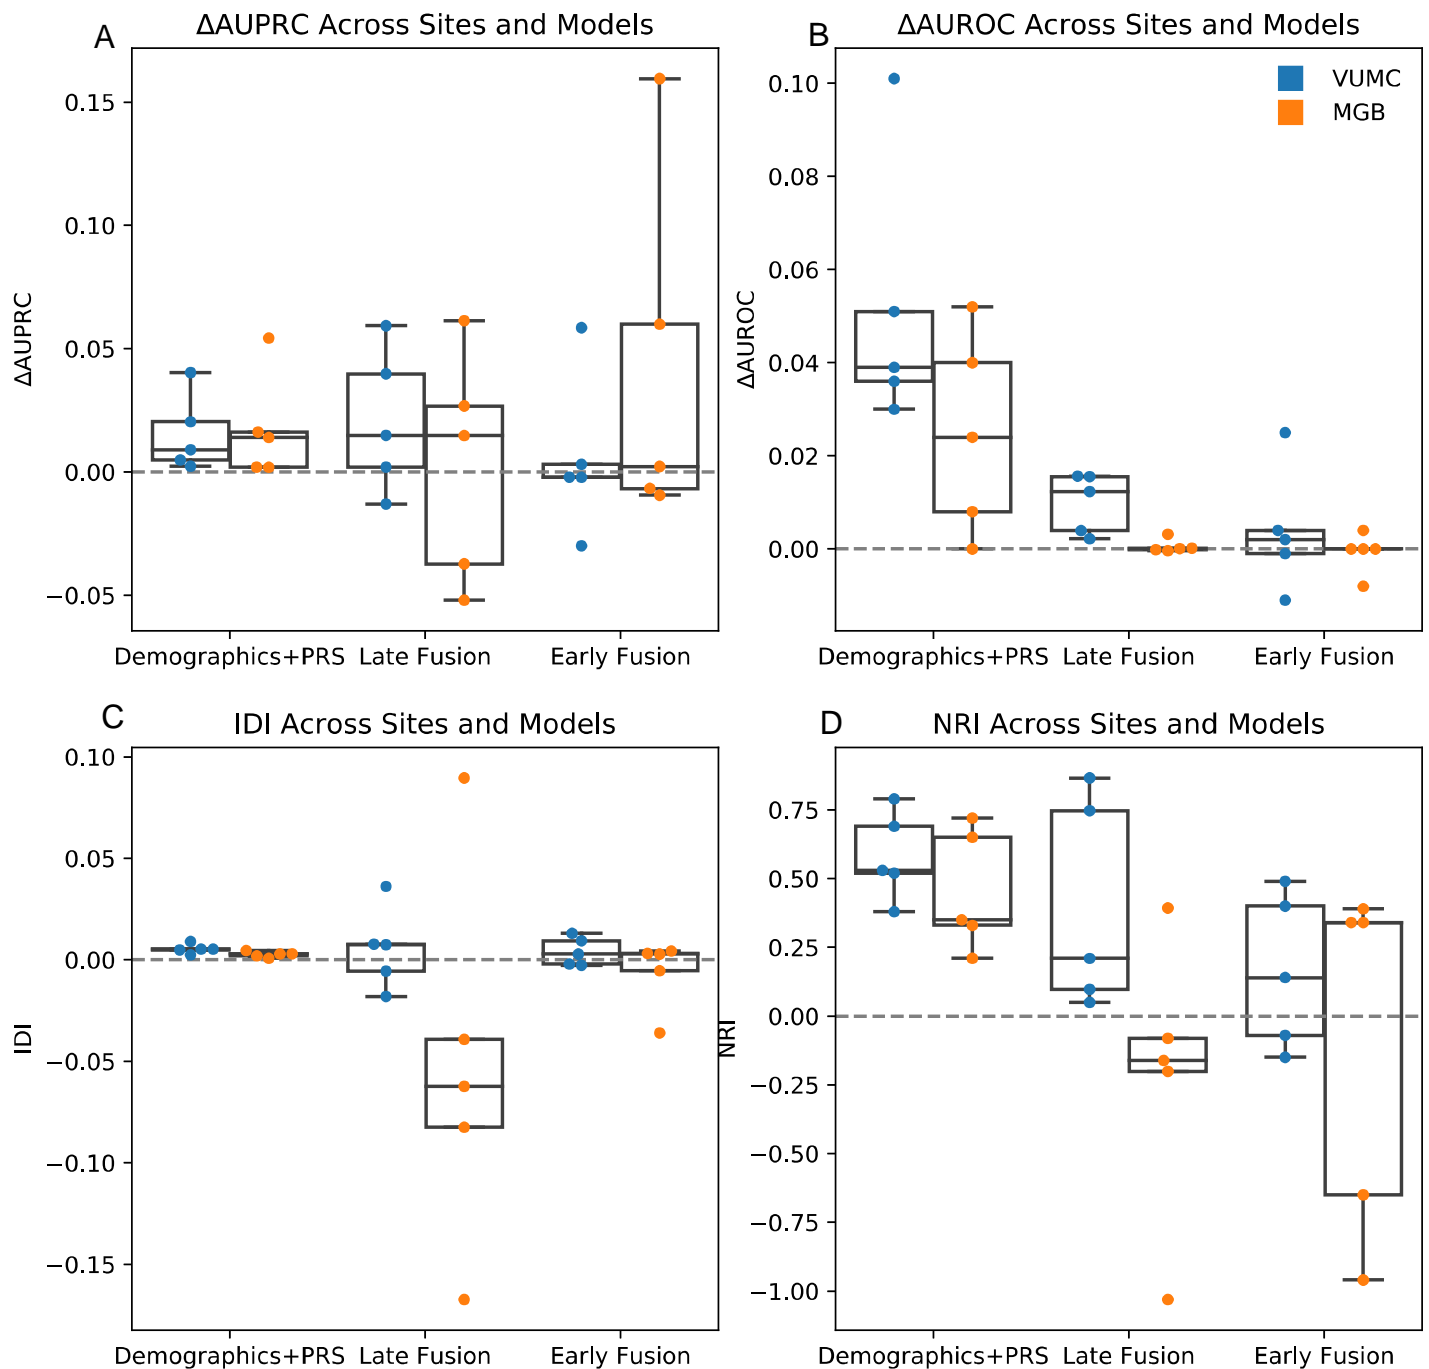 A
ΔAUPRC Across Sites and Models
0.15
0.10
0.05
0.00
−0.05
ΔAUPRC
Demographics+PRS
Late Fusion
Early Fusion
B
ΔAUROC Across Sites and Models
VUMC
MGB
0.10
0.08
0.06
0.04
0.02
0.00
ΔAUROC
Demographics+PRS
Late Fusion
Early Fusion
C
IDI Across Sites and Models
0.10
0.05
0.00
−0.05
−0.10
−0.15
IDI
Demographics+PRS
Late Fusion
Early Fusion
D
NRI Across Sites and Models
0.75
0.50
0.25
0.00
−0.25
−0.50
−0.75
−1.00
NRI
Demographics+PRS
Late Fusion
Early Fusion